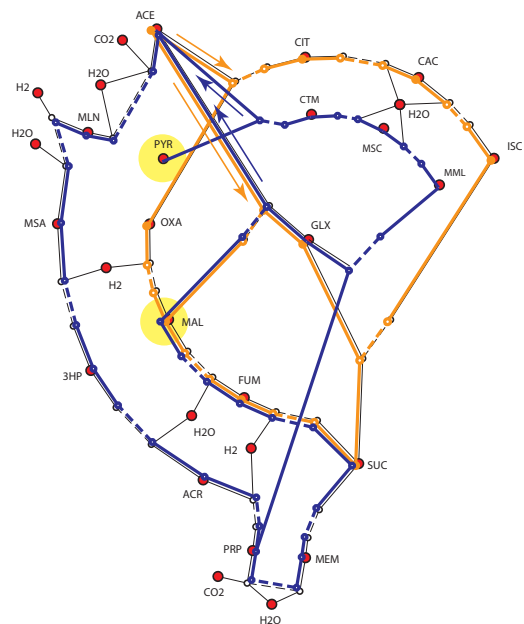 ACE
CO2
CIT
CAC
H2O
H2
MLN
CTM
H2O
H2O
PYR
MSC
ISC
MML
MSA
OXA
GLX
H2
MAL
3HP
FUM
H2O
H2
SUC
ACR
PRP
MEM
CO2
H2O